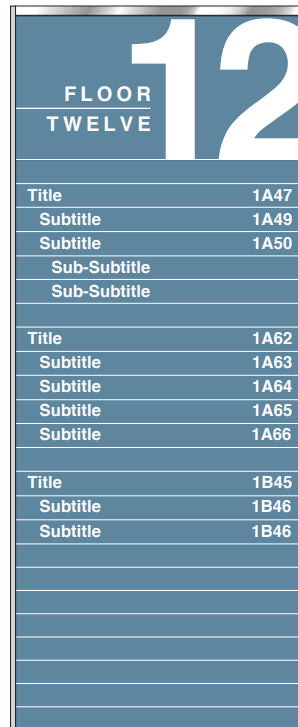 12
FLOOR
TWELVE
Title 1A47
Subtitle 1A49
Subtitle 1A50
Sub-Subtitle
Sub-Subtitle
Title 1A62
Subtitle 1A63
Subtitle 1A64
Subtitle 1A65
Subtitle 1A66
Title 1B45
Subtitle 1B46
Subtitle 1B46